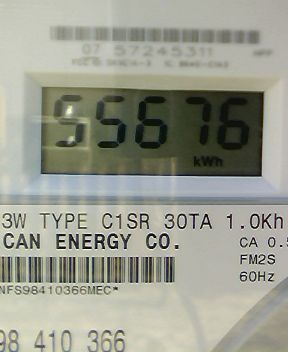 07 57245311
55676
kWh
3W TYPE C1SR 30TA 1.0Kh
CAN ENERGY CO.
CA 0.5
FM2S
60Hz
NFS98410366MEC*
98 410 366